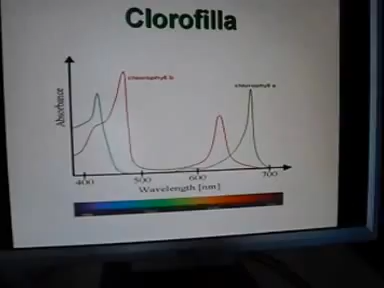 Clorofilla
chlorophyll b
chlorophyll a
Absorbance
400
500
600
700
Wavelength [nm]